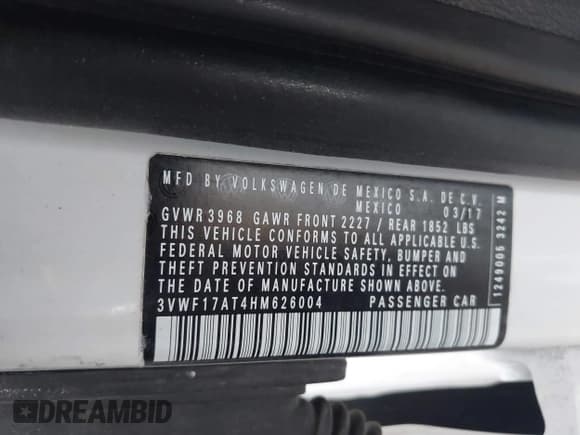 MFD BY VOLKSWAGEN DE MEXICO S.A. DE C.V.
MEXICO 03/17
GVWR 3968 GAWR FRONT 2227 / REAR 1852 LBS
THIS VEHICLE CONFORMS TO ALL APPLICABLE U.S.
FEDERAL MOTOR VEHICLE SAFETY, BUMPER AND
THEFT PREVENTION STANDARDS IN EFFECT ON
THE DATE OF MANUFACTURE SHOWN ABOVE.
3VWF17AT4HM626004 PASSENGER CAR
1249005 3242 M
DREAMBID